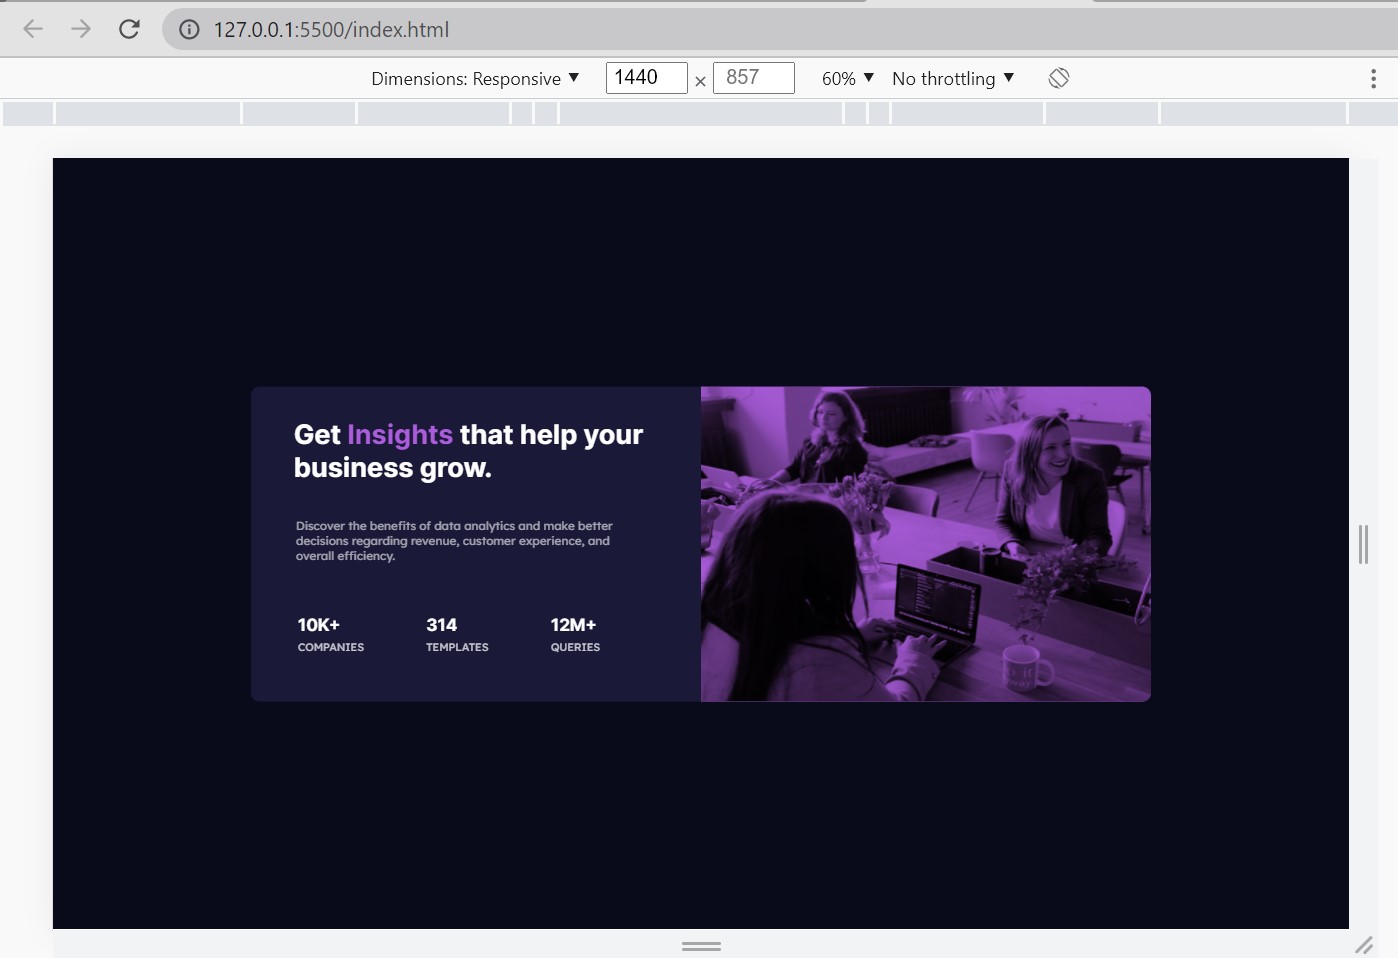 127.0.0.1:5500/index.html
Dimensions: Responsive ▼ 1440 × 857 60% ▼ No throttling ▼
Get Insights that help your
business grow.
Discover the benefits of data analytics and make better
decisions regarding revenue, customer experience, and
overall efficiency.
10K+ 314 12M+
COMPANIES TEMPLATES QUERIES